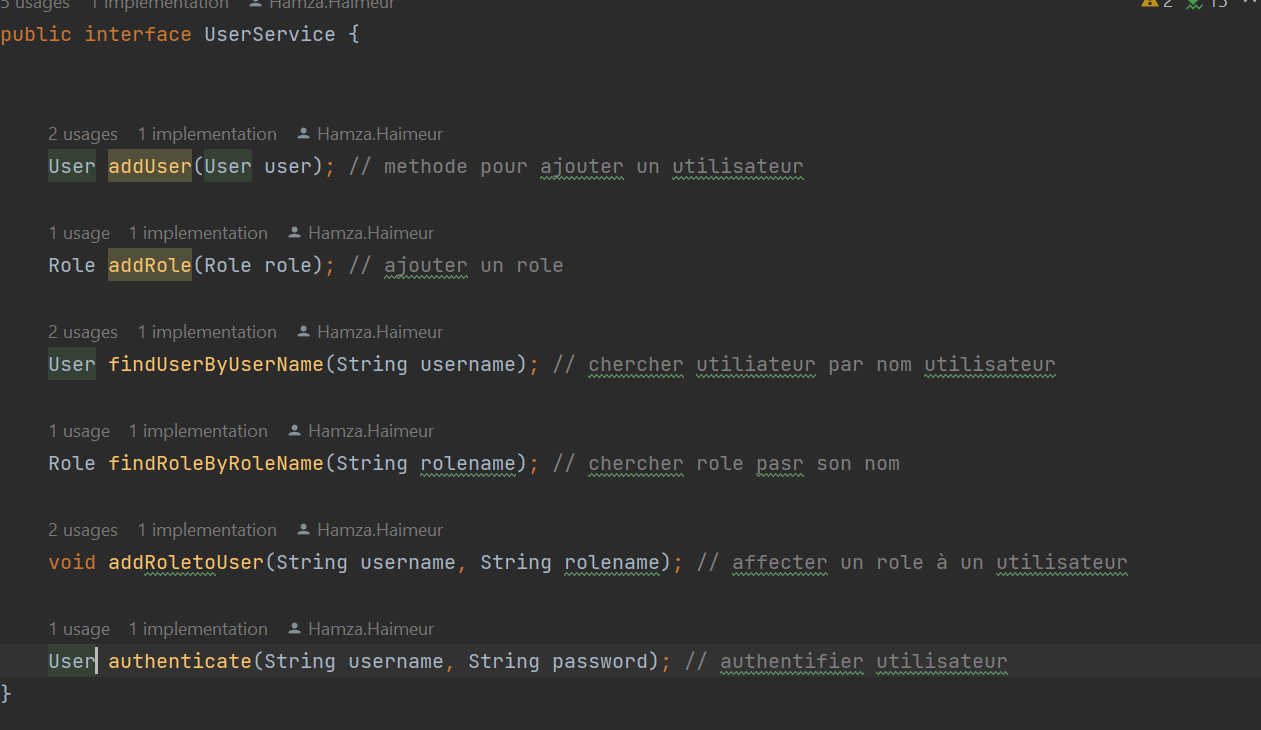 5 usages 1 implementation Hamza.Haimeur
2 15
public interface UserService {
2 usages 1 implementation Hamza.Haimeur
User addUser(User user); // methode pour ajouter un utilisateur
1 usage 1 implementation Hamza.Haimeur
Role addRole(Role role); // ajouter un role
2 usages 1 implementation Hamza.Haimeur
User findUserByUserName(String username); // chercher utiliateur par nom utilisateur
1 usage 1 implementation Hamza.Haimeur
Role findRoleByRoleName(String rolename); // chercher role pasr son nom
2 usages 1 implementation Hamza.Haimeur
void addRoletoUser(String username, String rolename); // affecter un role à un utilisateur
1 usage 1 implementation Hamza.Haimeur
User authenticate(String username, String password); // authentifier utilisateur
}